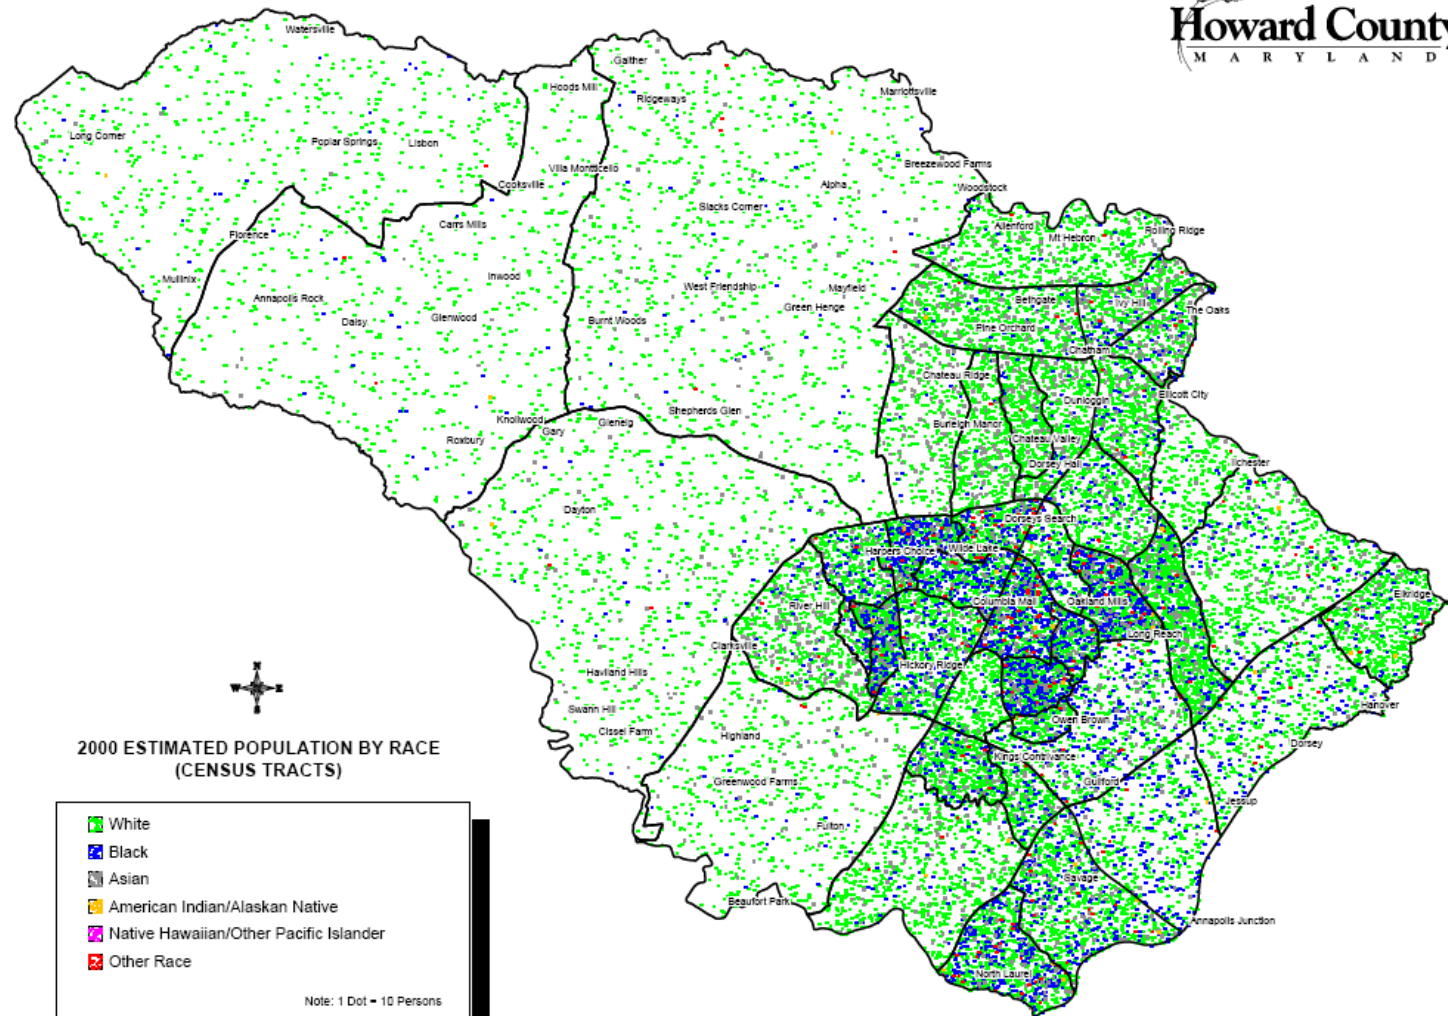 Howard County
MARYLAND
Watersville
Gaither
Hoods Mill
Ridgeways
Marriottsville
Long Corner
Poplar Springs
Lisbon
Breezewood Farms
Villa Monticello
Cooksville
Alpha
Woodstock
Slacks Corner
Carrs Mills
Allenford
Rolling Ridge
Florence
Mt Hebron
Inwood
Mullinix
West Friendship
Mayfield
Annapolis Rock
Bethgate
Ivy Hill
Green Henge
The Oaks
Daisy
Glenwood
Burnt Woods
Pine Orchard
Chatham
Chateau Ridge
Ellicott City
Dunloggin
Shepherds Glen
Knollwood
Glenelg
Burleigh Manor
Gary
Roxbury
Chateau Valley
Dorsey Hall
Ilchester
Dayton
Dorseys Search
Harpers Choice
Wilde Lake
Elkridge
River Hill
Columbia Mall
Oakland Mills
Long Reach
Clarksville
Hickory Ridge
Haviland Hills
Hanover
Swann Hill
Owen Brown
Cissel Farm
Highland
Dorsey
Kings Contrivance
Greenwood Farms
Guilford
Jessup
Fulton
Savage
Beaufort Park
Annapolis Junction
North Laurel
N
W
E
S
2000 ESTIMATED POPULATION BY RACE
(CENSUS TRACTS)
White
Black
Asian
American Indian/Alaskan Native
Native Hawaiian/Other Pacific Islander
Other Race
Note: 1 Dot = 10 Persons